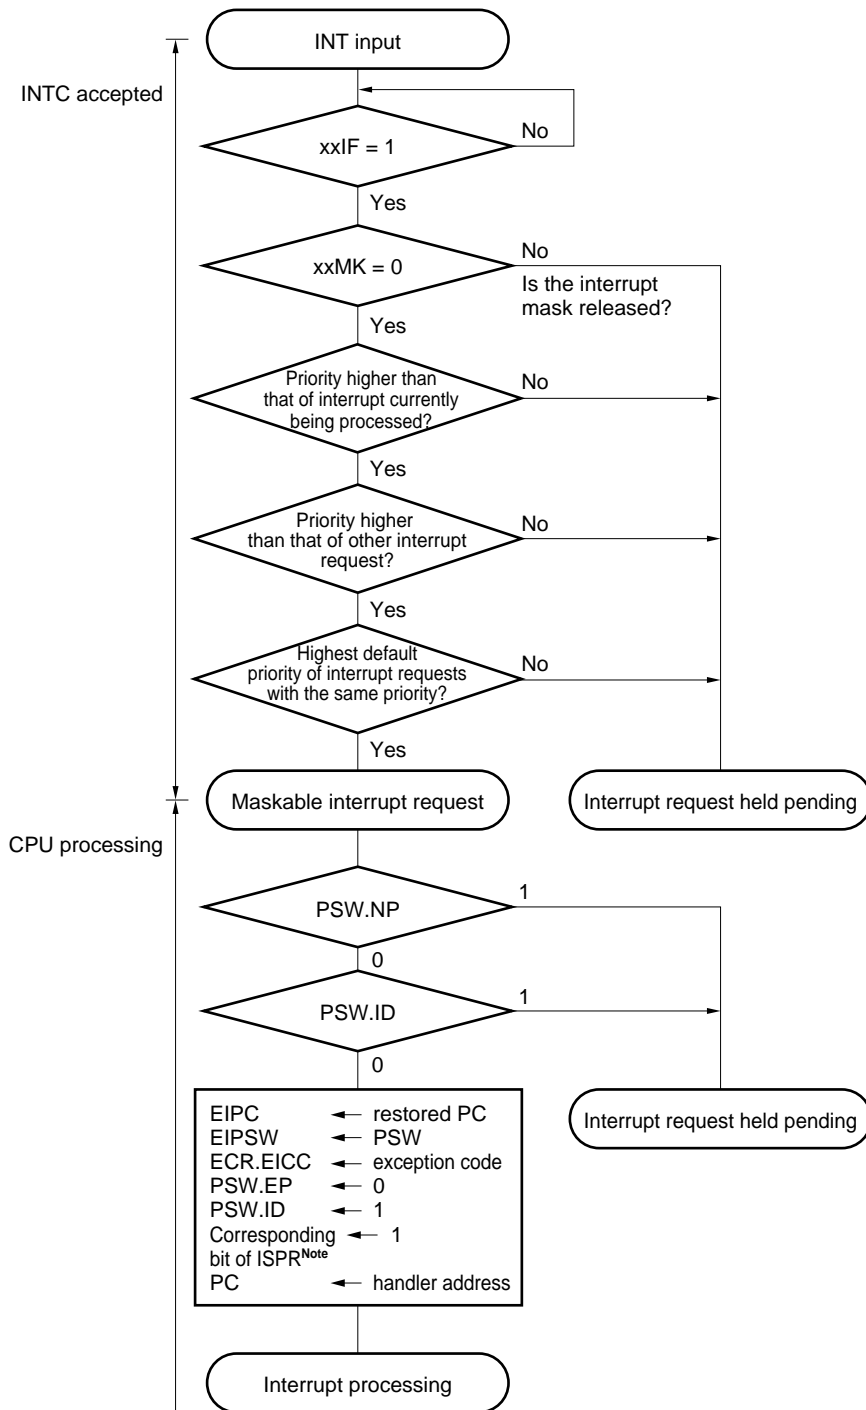 INT input
INTC accepted
xxIF = 1
No
Yes
xxMK = 0
No
Is the interrupt
mask released?
Yes
Priority higher than
that of interrupt currently
being processed?
No
Yes
Priority higher
than that of other interrupt
request?
No
Yes
Highest default
priority of interrupt requests
with the same priority?
No
Yes
Maskable interrupt request
Interrupt request held pending
CPU processing
PSW.NP
1
0
PSW.ID
1
0
EIPC ← restored PC
EIPSW ← PSW
ECR.EICC ← exception code
PSW.EP ← 0
PSW.ID ← 1
Corresponding ← 1
bit of ISPRNote
PC ← handler address
Interrupt request held pending
Interrupt processing